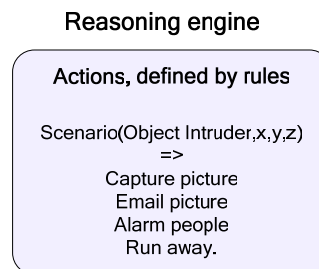 Reasoning engine
Actions, defined by rules
Scenario(Object Intruder,x,y,z)
=>
Capture picture
Email picture
Alarm people
Run away.